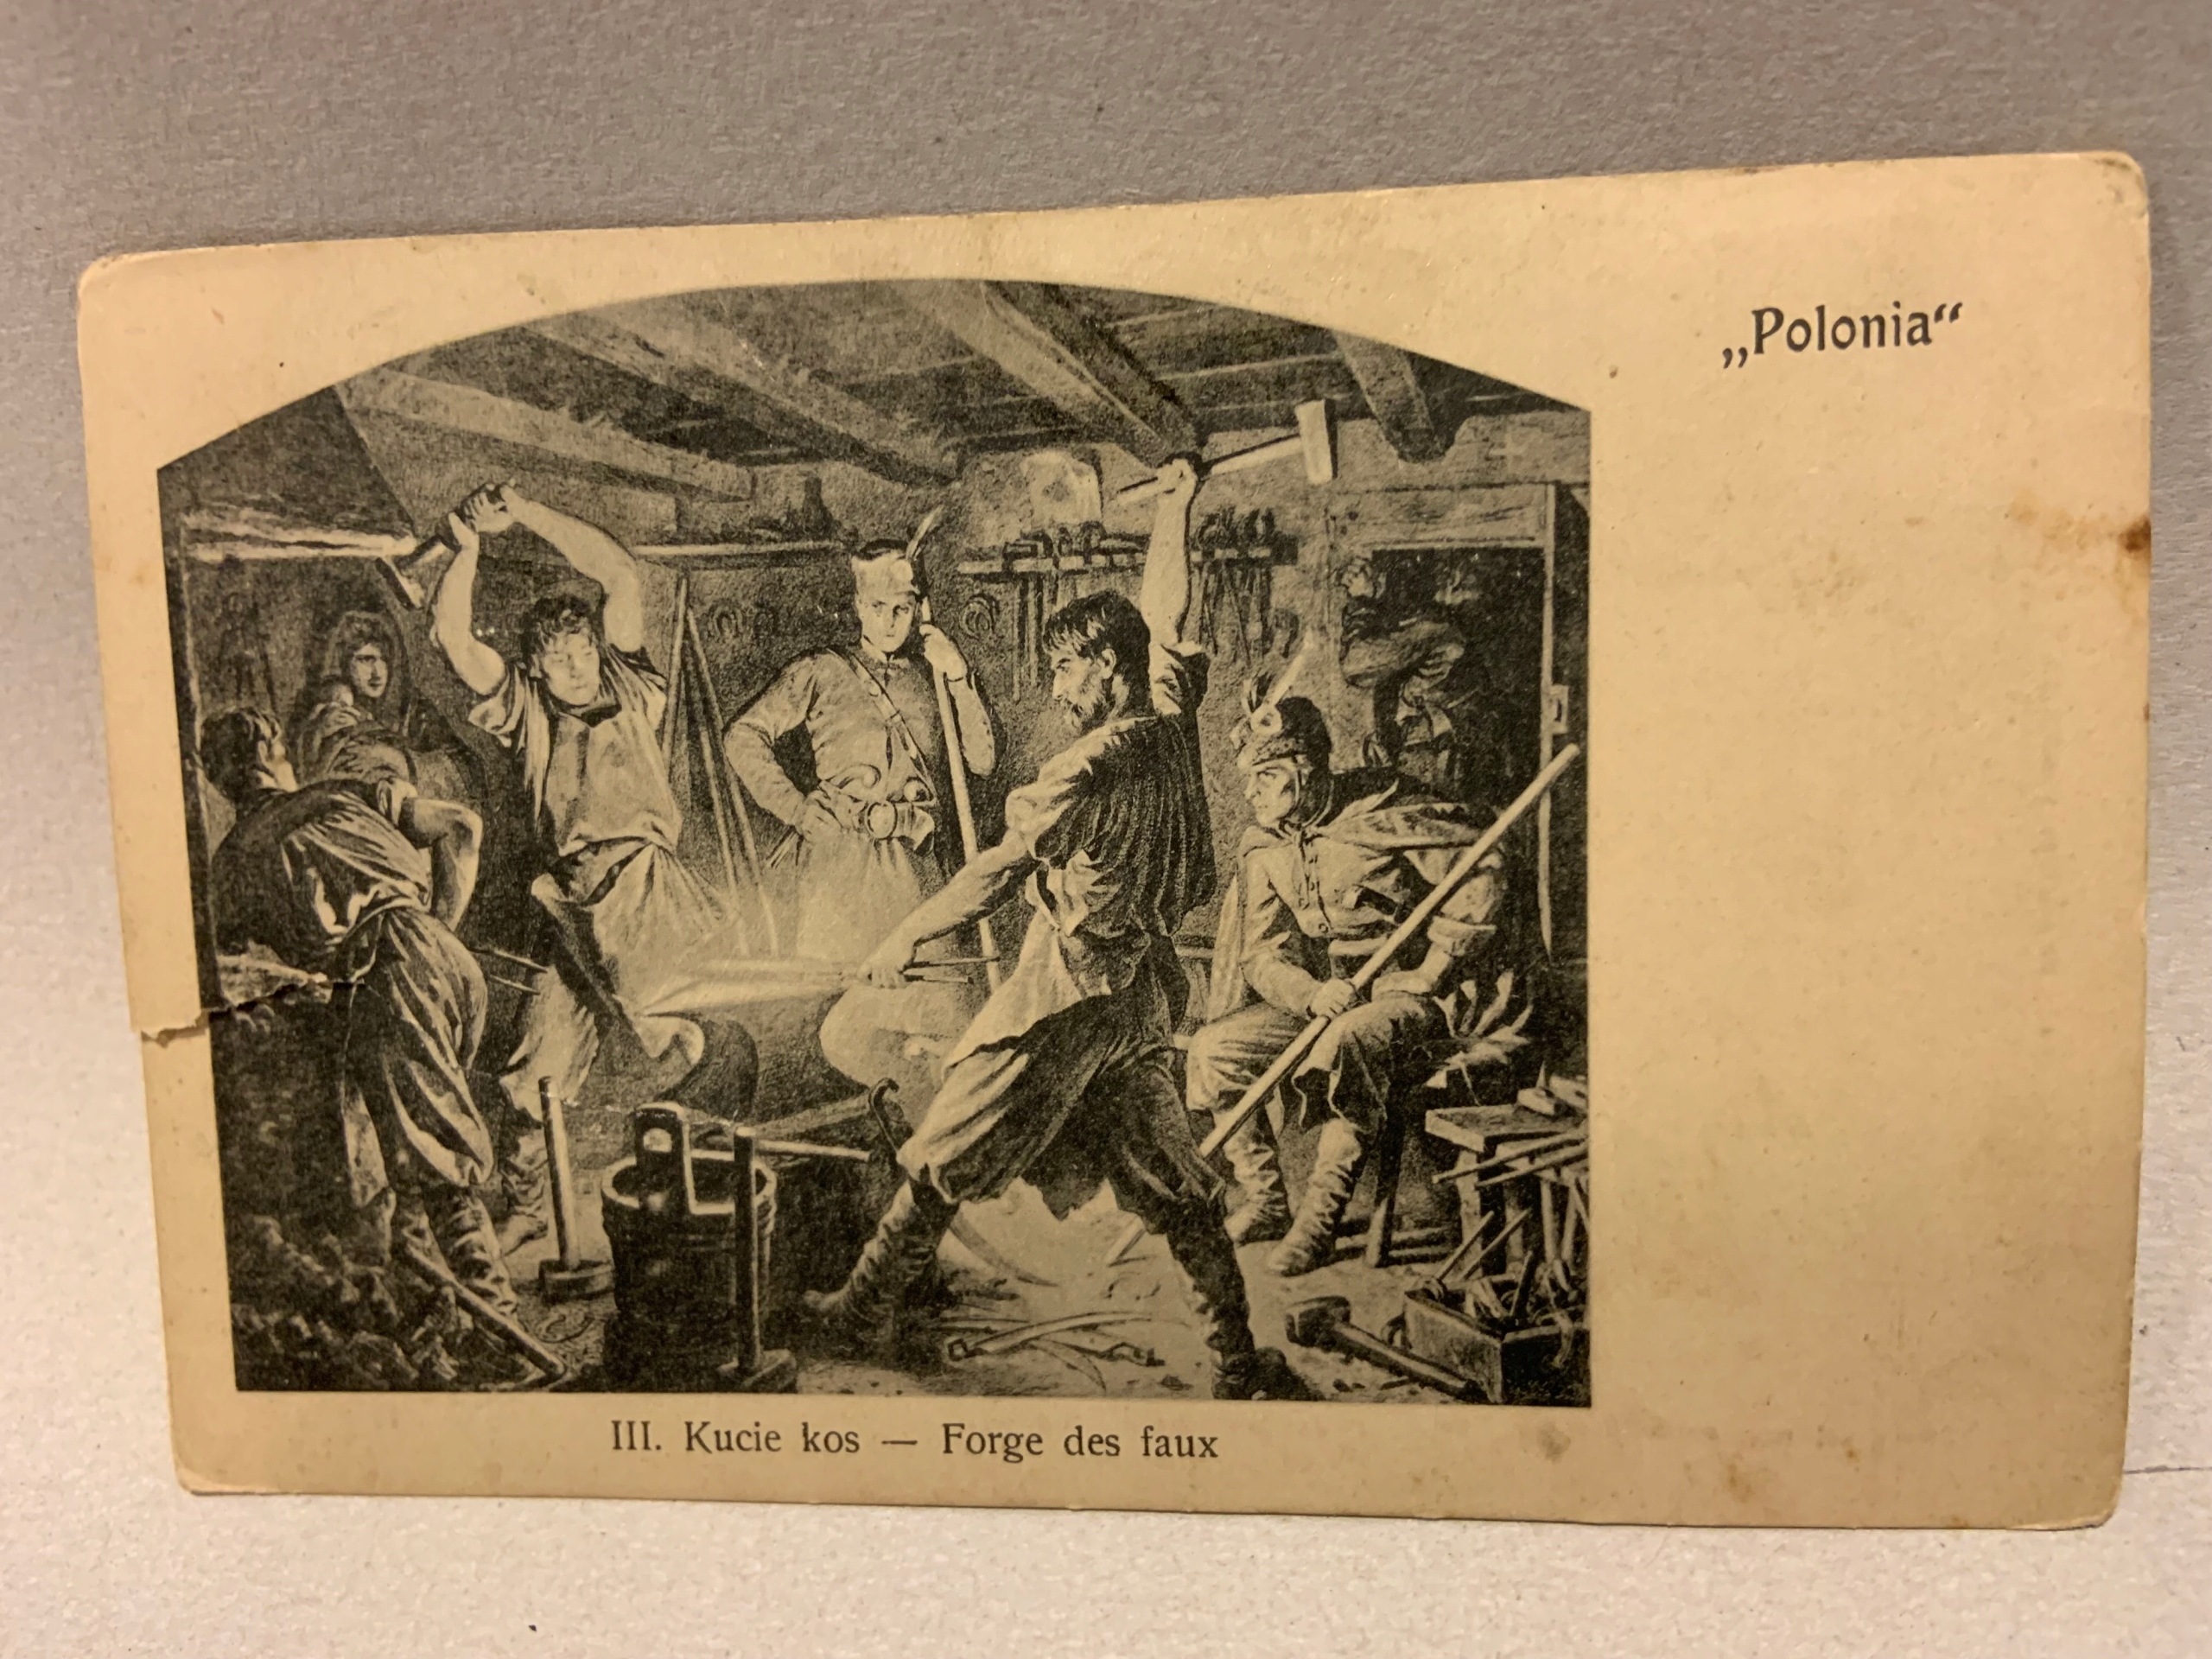 „Polonia“
III. Kucie kos — Forge des faux